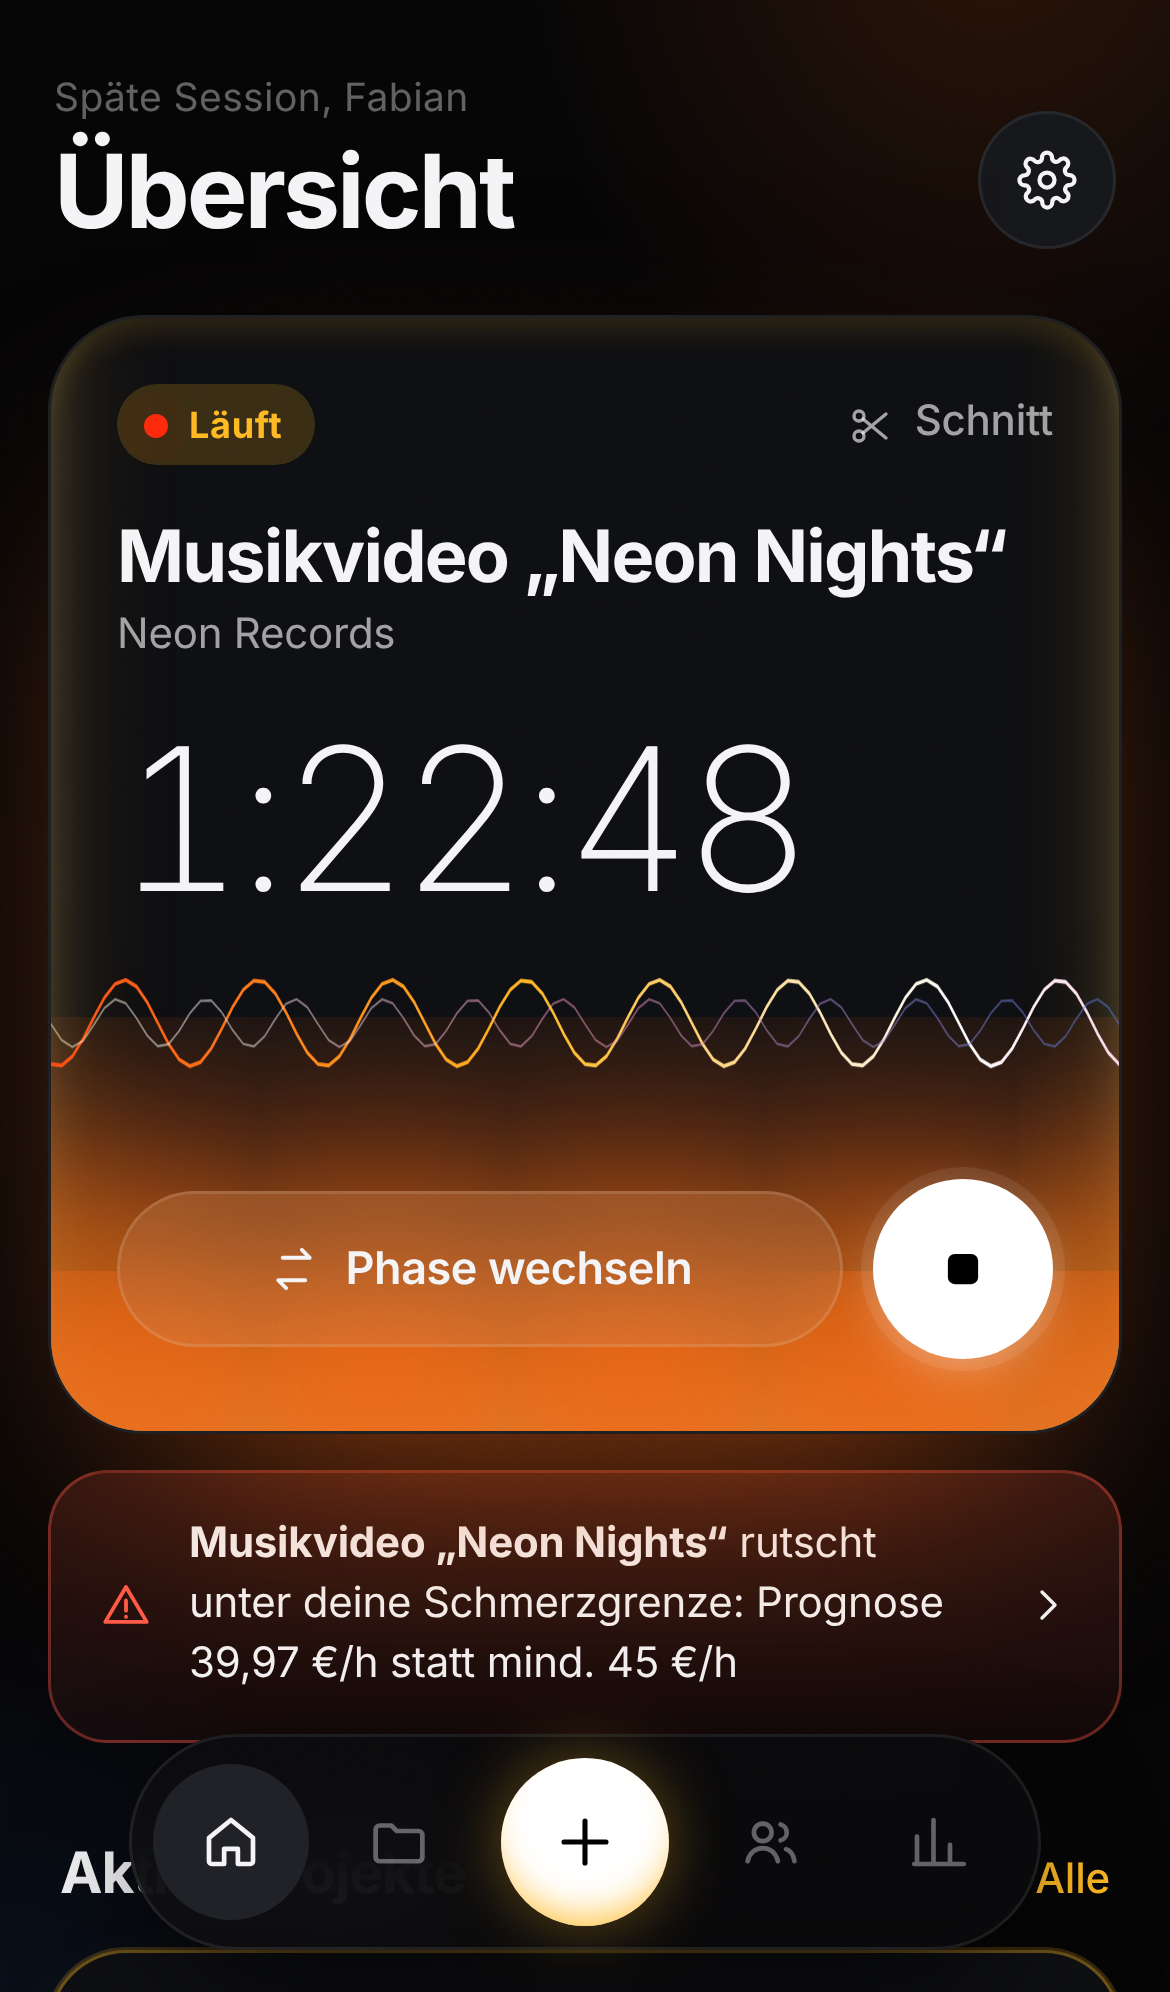 Späte Session, Fabian
Übersicht
Läuft
Schnitt
Musikvideo „Neon Nights“
Neon Records
1:22:48
Phase wechseln
Musikvideo „Neon Nights“ rutscht
unter deine Schmerzgrenze: Prognose
39,97 €/h statt mind. 45 €/h
Alle